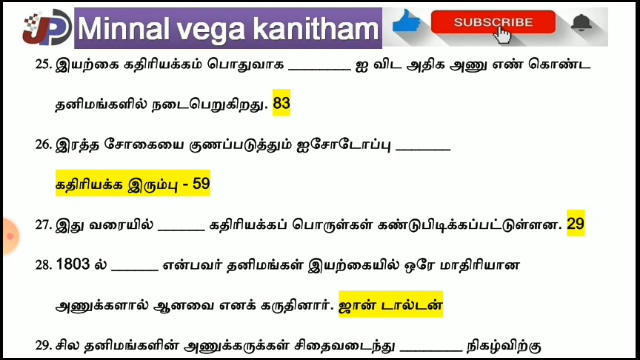 JP Minnal vega kanitham SUBSCRIBE
25. இயற்கை கதிரியக்கம் பொதுவாக ________ ஐ விட அதிக அணு எண் கொண்ட
தனிமங்களில் நடைபெறுகிறது. 83
26. இரத்த சோகையை குணப்படுத்தும் ஐசோடோப்பு _______
கதிரியக்க இரும்பு - 59
27. இது வரையில் ______ கதிரியக்கப் பொருள்கள் கண்டுபிடிக்கப்பட்டுள்ளன. 29
28. 1803 ல் ______ என்பவர் தனிமங்கள் இயற்கையில் ஒரே மாதிரியான
அணுக்களால் ஆனவை எனக் கருதினார். ஜான் டால்டன்
29. சில தனிமங்களின் அணுக்கருக்கள் சிதைவடைந்து ________ நிகழ்விற்கு